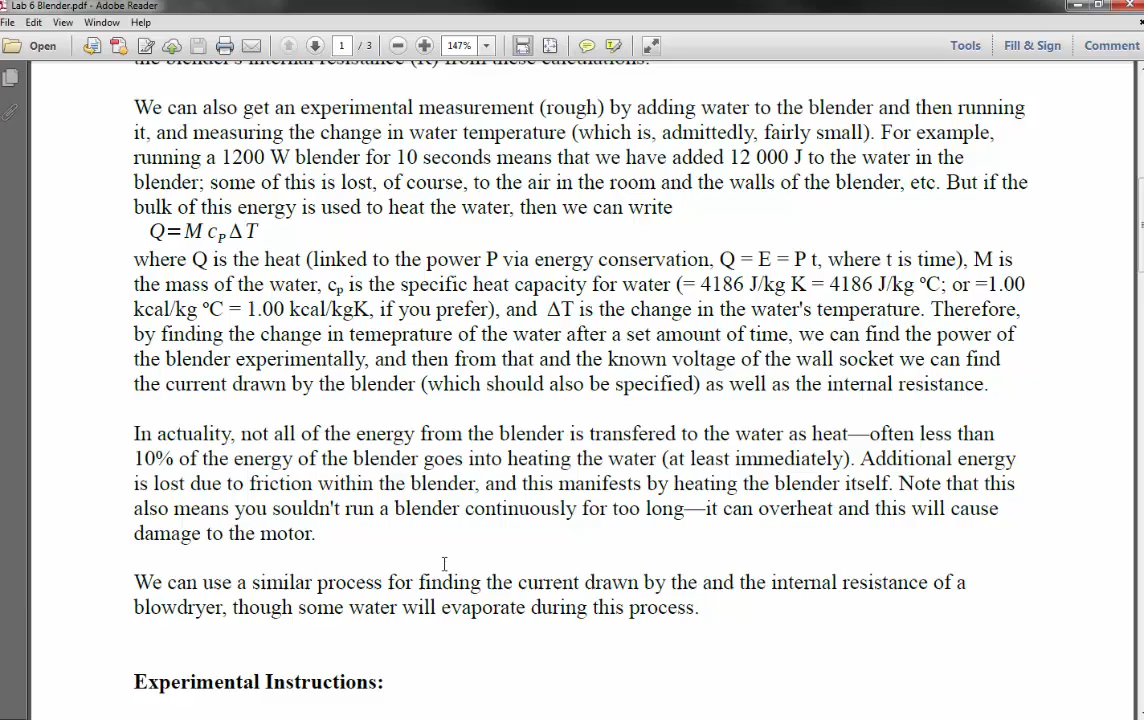 Lab 6 Blender.pdf - Adobe Reader
File Edit View Window Help
Open 1 / 3 147% Tools Fill & Sign Comment
the blender's internal resistance (R) from these calculations.
We can also get an experimental measurement (rough) by adding water to the blender and then running
it, and measuring the change in water temperature (which is, admittedly, fairly small). For example,
running a 1200 W blender for 10 seconds means that we have added 12 000 J to the water in the
blender; some of this is lost, of course, to the air in the room and the walls of the blender, etc. But if the
bulk of this energy is used to heat the water, then we can write
Q=M cP Δ T
where Q is the heat (linked to the power P via energy conservation, Q = E = P t, where t is time), M is
the mass of the water, cp is the specific heat capacity for water (= 4186 J/kg K = 4186 J/kg ºC; or =1.00
kcal/kg ºC = 1.00 kcal/kgK, if you prefer), and ΔT is the change in the water's temperature. Therefore,
by finding the change in temeprature of the water after a set amount of time, we can find the power of
the blender experimentally, and then from that and the known voltage of the wall socket we can find
the current drawn by the blender (which should also be specified) as well as the internal resistance.
In actuality, not all of the energy from the blender is transfered to the water as heat—often less than
10% of the energy of the blender goes into heating the water (at least immediately). Additional energy
is lost due to friction within the blender, and this manifests by heating the blender itself. Note that this
also means you souldn't run a blender continuously for too long—it can overheat and this will cause
damage to the motor.
We can use a similar process for finding the current drawn by the and the internal resistance of a
blowdryer, though some water will evaporate during this process.
Experimental Instructions: